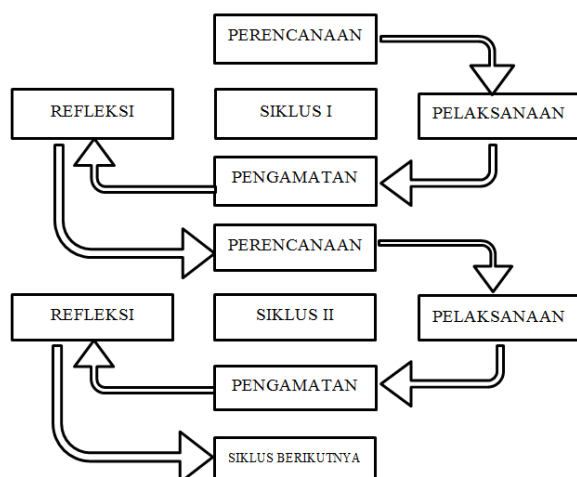 PERENCANAAN
REFLEKSI
SIKLUS I
PELAKSANAAN
PENGAMATAN
PERENCANAAN
REFLEKSI
SIKLUS II
PELAKSANAAN
PENGAMATAN
SIKLUS BERIKUTNYA